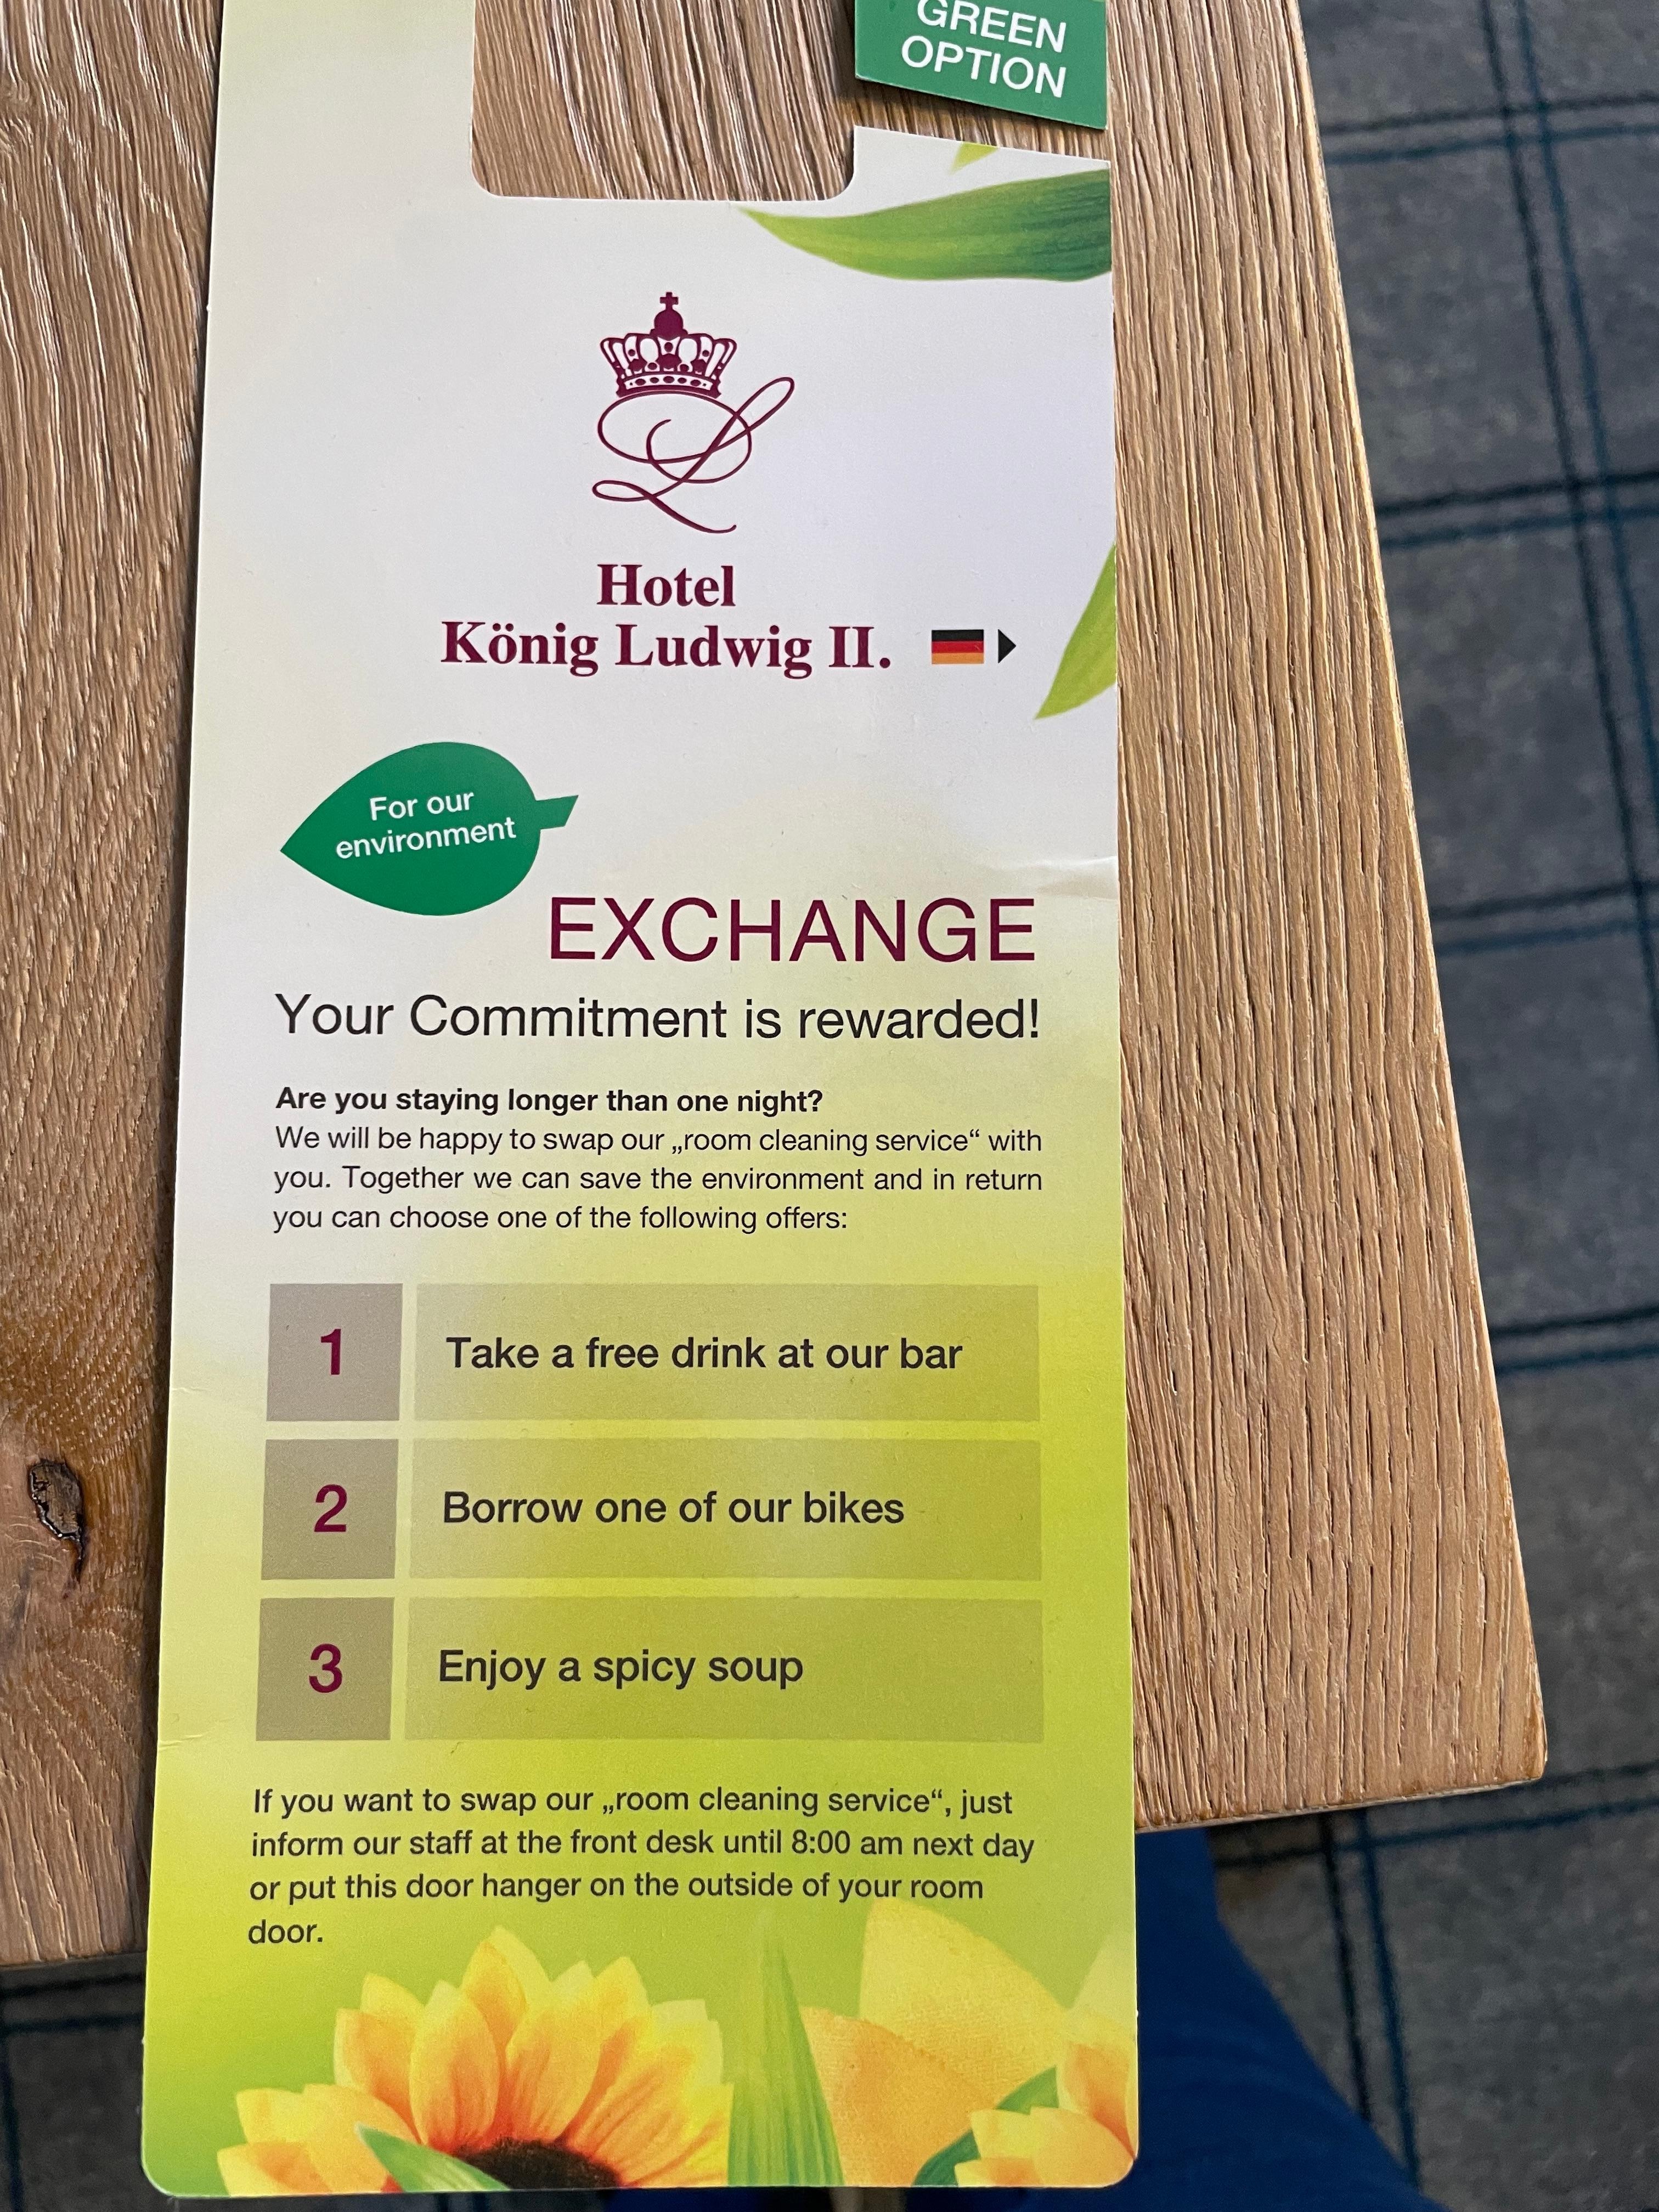 GREEN
OPTION
Hotel
König Ludwig II.
For our
environment
EXCHANGE
Your Commitment is rewarded!
Are you staying longer than one night?
We will be happy to swap our „room cleaning service“ with
you. Together we can save the environment and in return
you can choose one of the following offers:
1 Take a free drink at our bar
2 Borrow one of our bikes
3 Enjoy a spicy soup
If you want to swap our „room cleaning service“, just
inform our staff at the front desk until 8:00 am next day
or put this door hanger on the outside of your room
door.